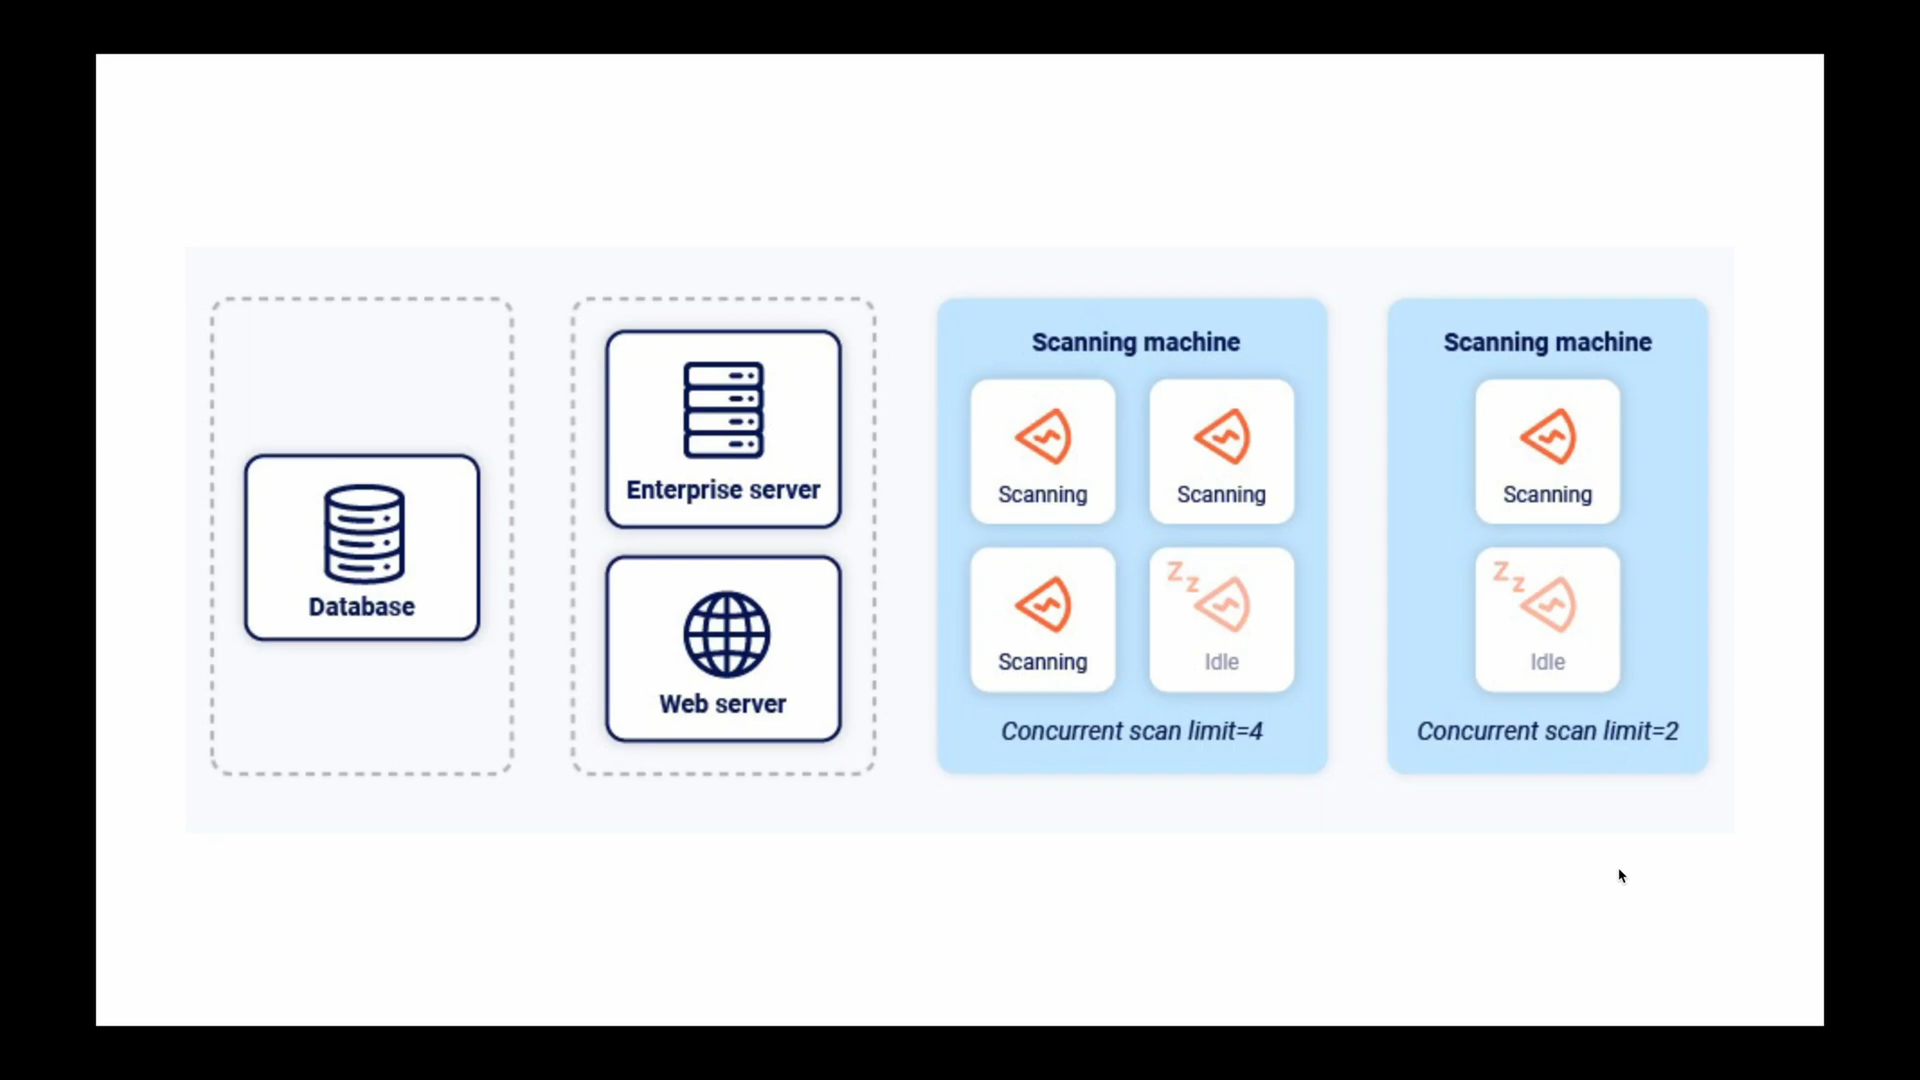 Database
Enterprise server
Web server
Scanning machine
Scanning
Scanning
Scanning
Z
z
Idle
Concurrent scan limit=4
Scanning machine
Scanning
Z
z
Idle
Concurrent scan limit=2